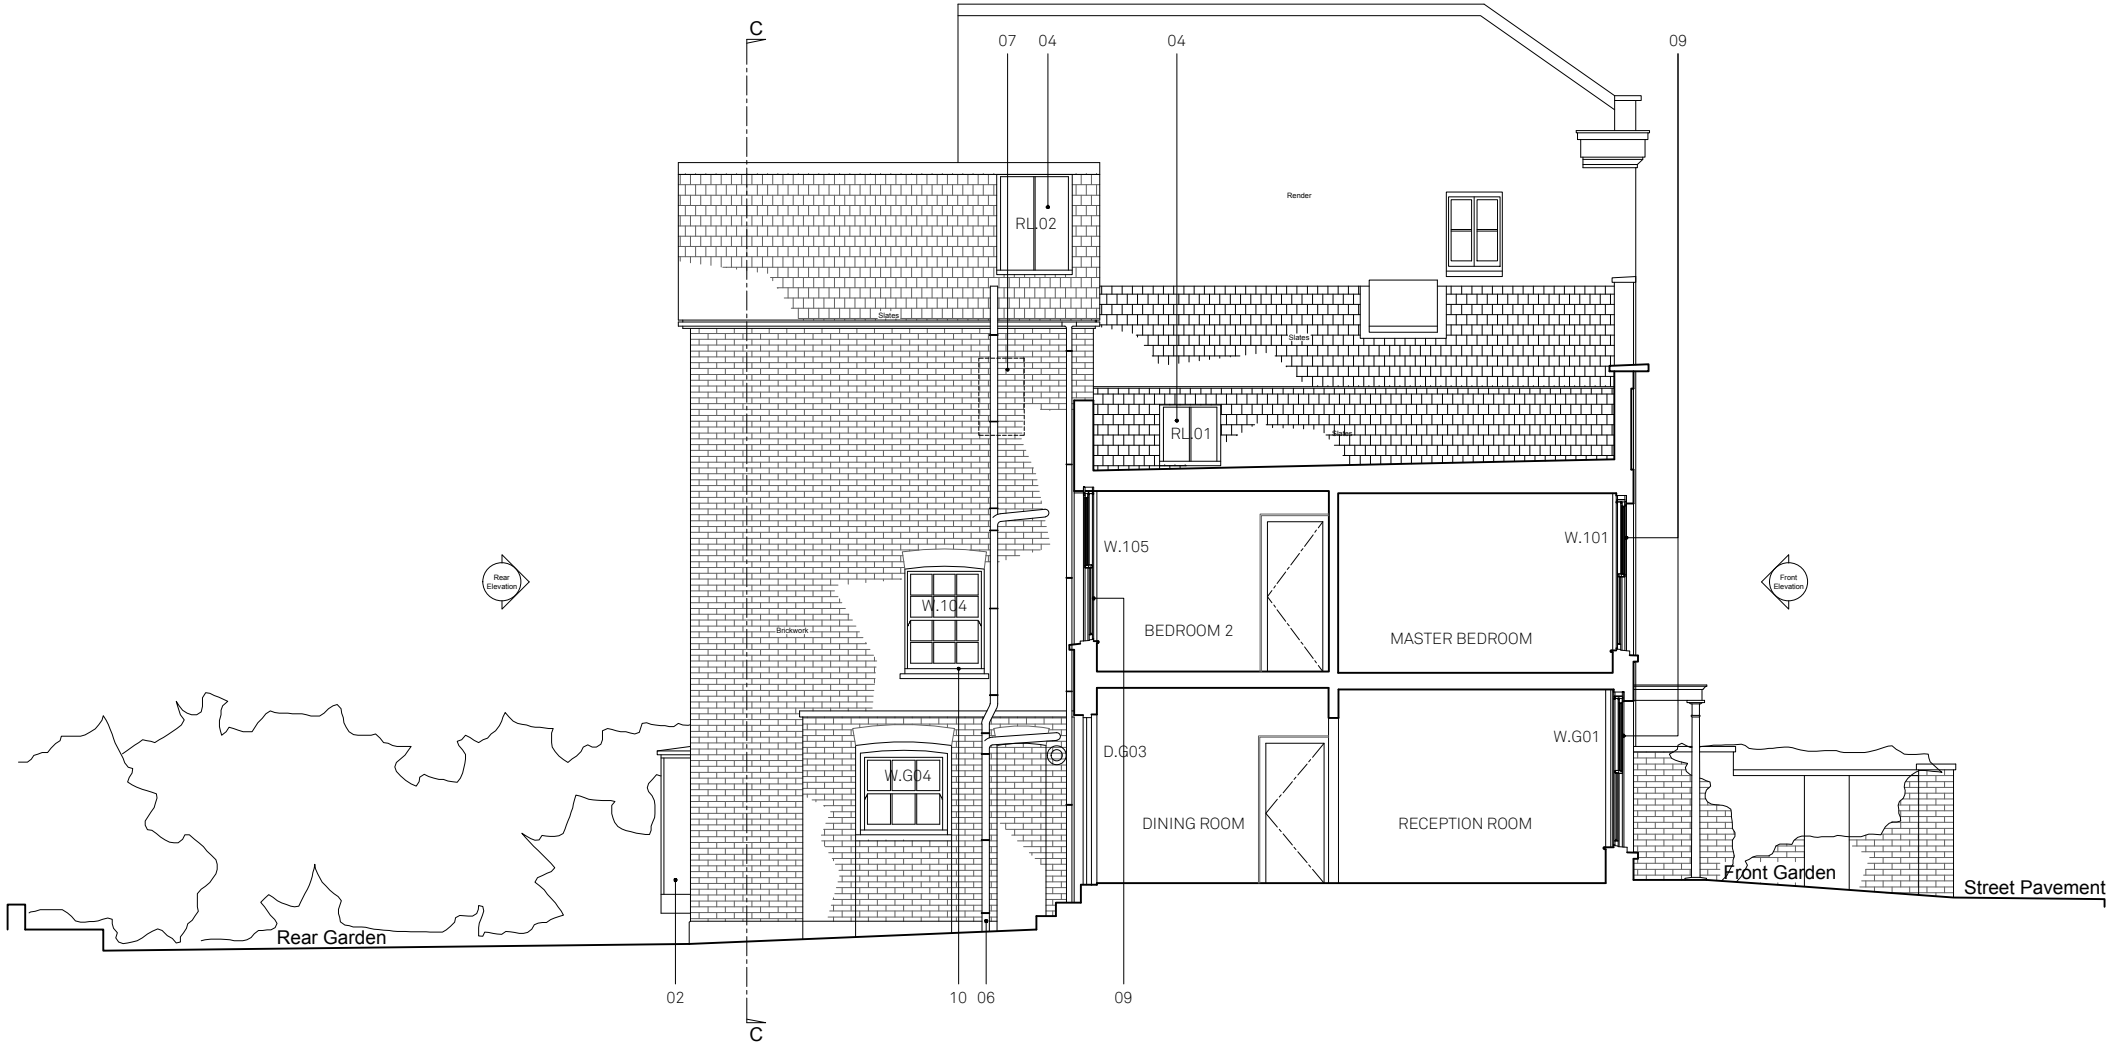 C
07
04
04
09
Render
RL.02
Slates
Slates
RL.01
Slates
W.105
W.101
Rear
Elevation
Front
Elevation
W.104
Brickwork
BEDROOM 2
MASTER BEDROOM
W.G01
D.G03
W.G04
DINING ROOM
RECEPTION ROOM
Front Garden
Street Pavement
Rear Garden
02
10
06
09
C